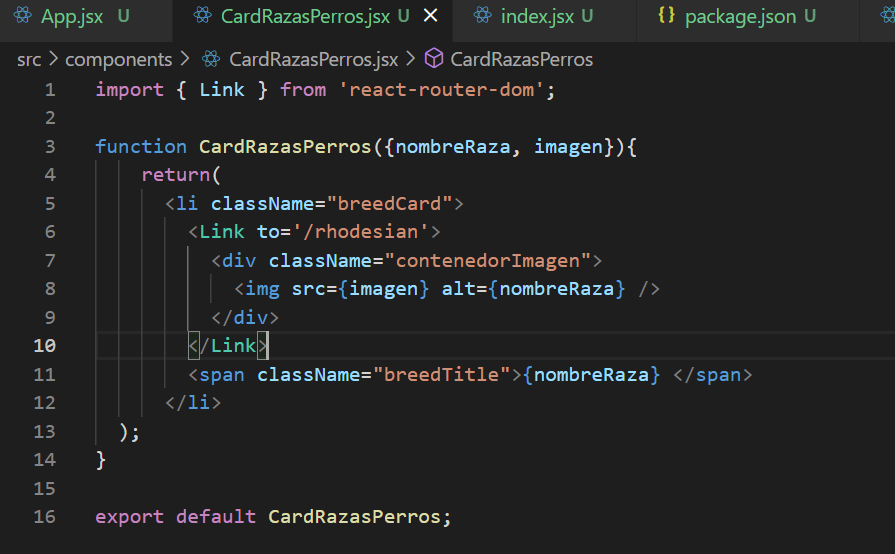 App.jsx U CardRazasPerros.jsx U index.jsx U {} package.json U
src > components > CardRazasPerros.jsx > CardRazasPerros
1 import { Link } from 'react-router-dom';
2
3 function CardRazasPerros({nombreRaza, imagen}){
4 return(
5 <li className="breedCard">
6 <Link to='/rhodesian'>
7 <div className="contenedorImagen">
8 <img src={imagen} alt={nombreRaza} />
9 </div>
10 </Link>
11 <span className="breedTitle">{nombreRaza} </span>
12 </li>
13 );
14 }
15
16 export default CardRazasPerros;